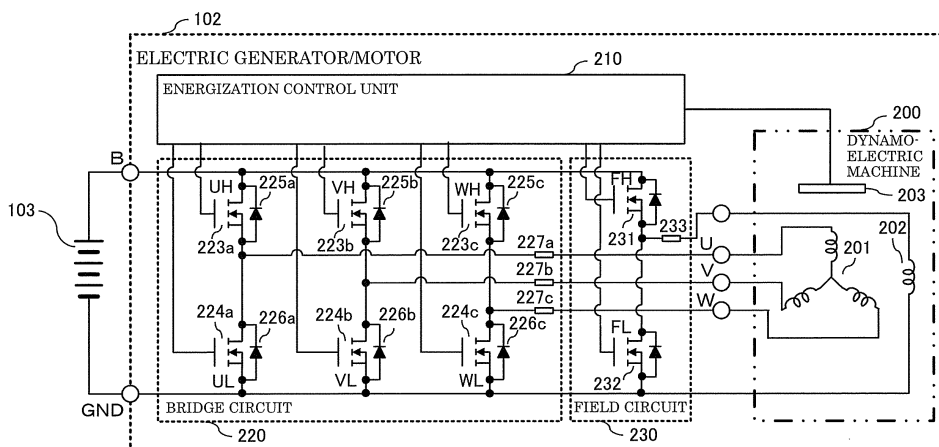 102
ELECTRIC GENERATOR/MOTOR
210
ENERGIZATION CONTROL UNIT
200
DYNAMO-
ELECTRIC
MACHINE
203
B
103
UH
225a
VH
225b
WH
225c
FH
223a
223b
223c
231
233
202
227a
U
201
227b
V
227c
W
224a
226a
224b
226b
224c
226c
FL
UL
VL
WL
232
GND
BRIDGE CIRCUIT
FIELD CIRCUIT
220
230